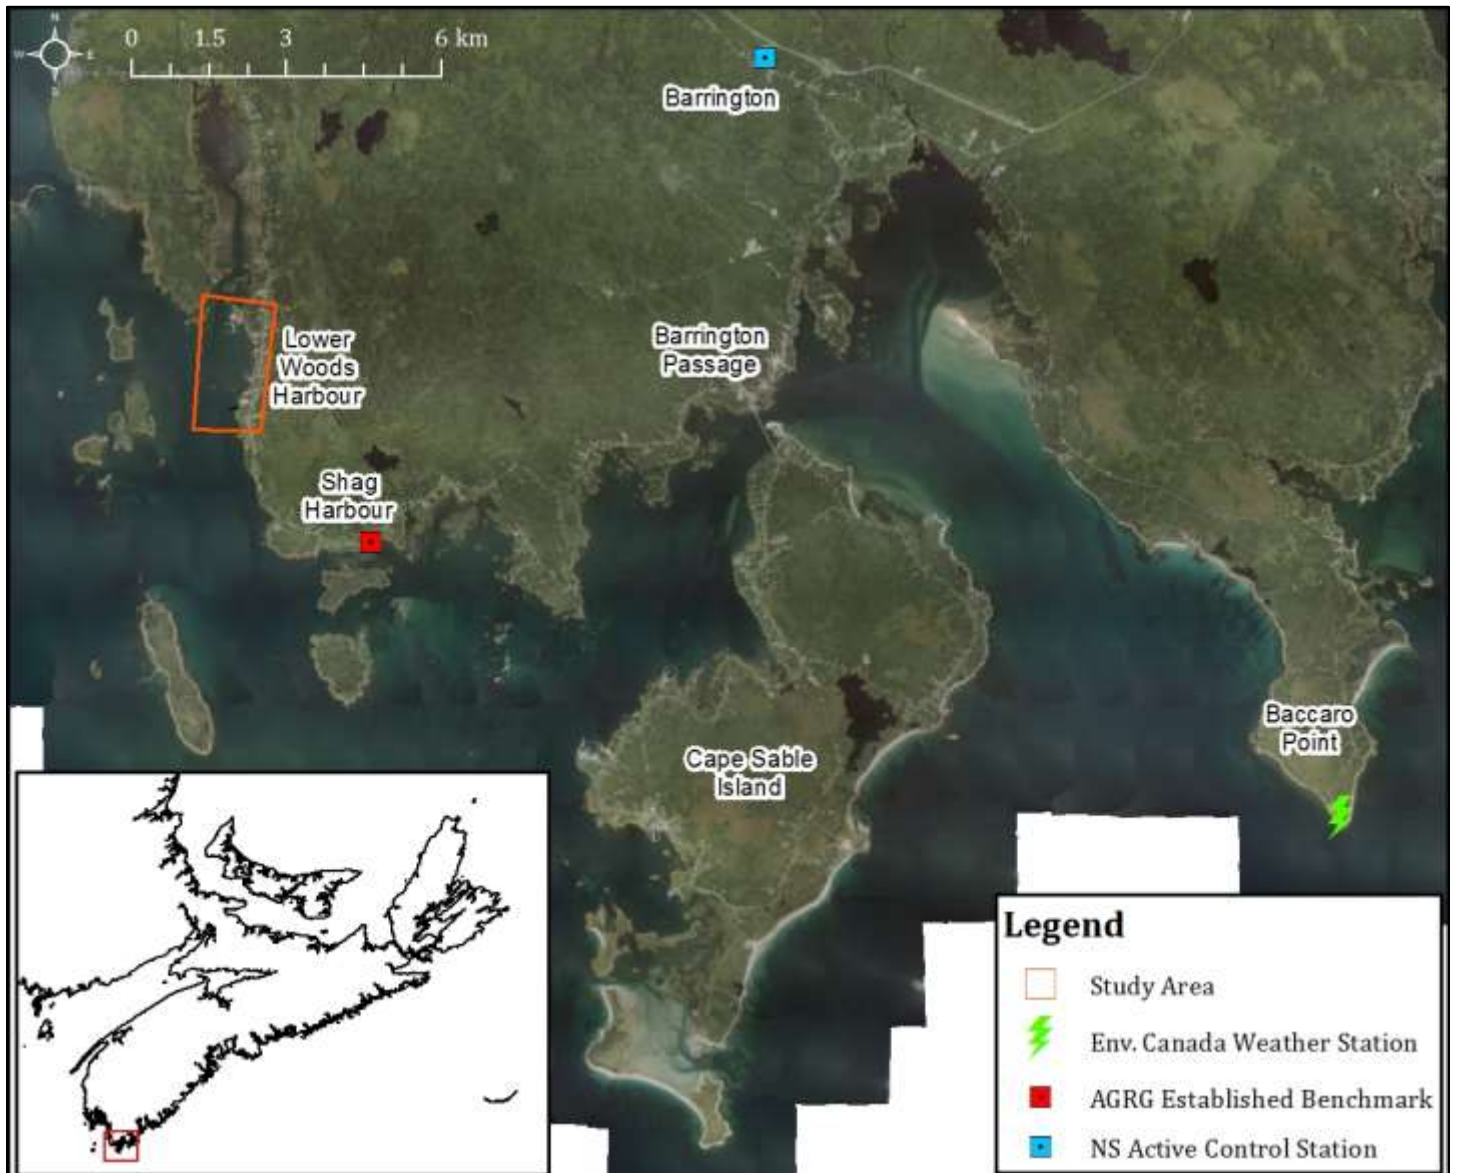 N
W
E
S
0 1.5 3 6 km
Barrington
Lower
Woods
Harbour
Barrington
Passage
Shag
Harbour
Baccaro
Point
Cape Sable
Island
Legend
Study Area
Env. Canada Weather Station
AGRG Established Benchmark
NS Active Control Station